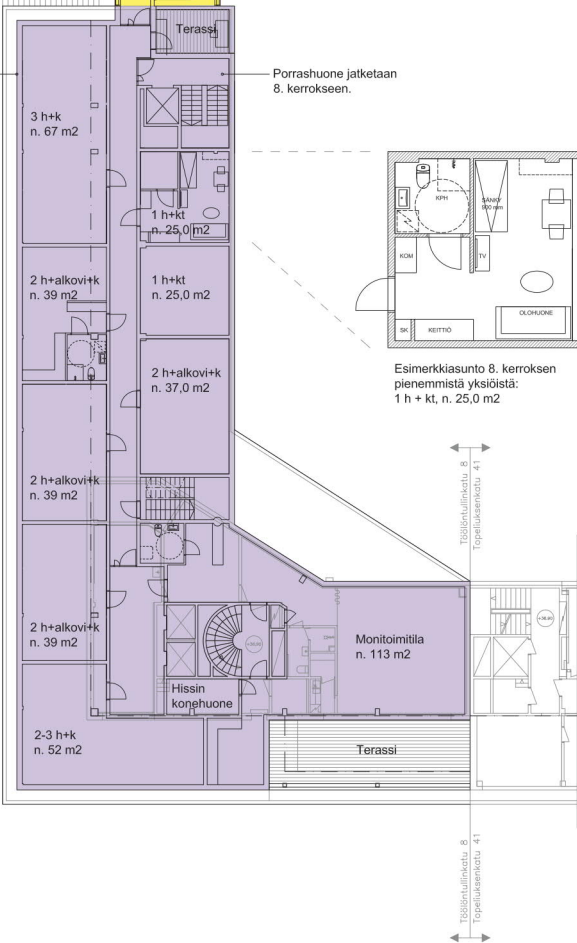 Terassi
Porrashuone jatketaan
8. kerrokseen.
3 h+k
n. 67 m2
1 h+kt
n. 25,0 m2
2 h+alkovi+k
n. 39 m2
1 h+kt
n. 25,0 m2
2 h+alkovi+k
n. 37,0 m2
KPH
SÄNKY
900 mm
KOM
TV
OLOHUONE
SK
KEITTIÖ
Esimerkkiasunto 8. kerroksen
pienemmistä yksiöistä:
1 h + kt, n. 25,0 m2
2 h+alkovi+k
n. 39 m2
Töölöntullinkatu 8
Topeliuksenkatu 41
2 h+alkovi+k
n. 39 m2
Monitoimitila
n. 113 m2
Hissin
konehuone
2-3 h+k
n. 52 m2
Terassi
Töölöntullinkatu 8
Topeliuksenkatu 41